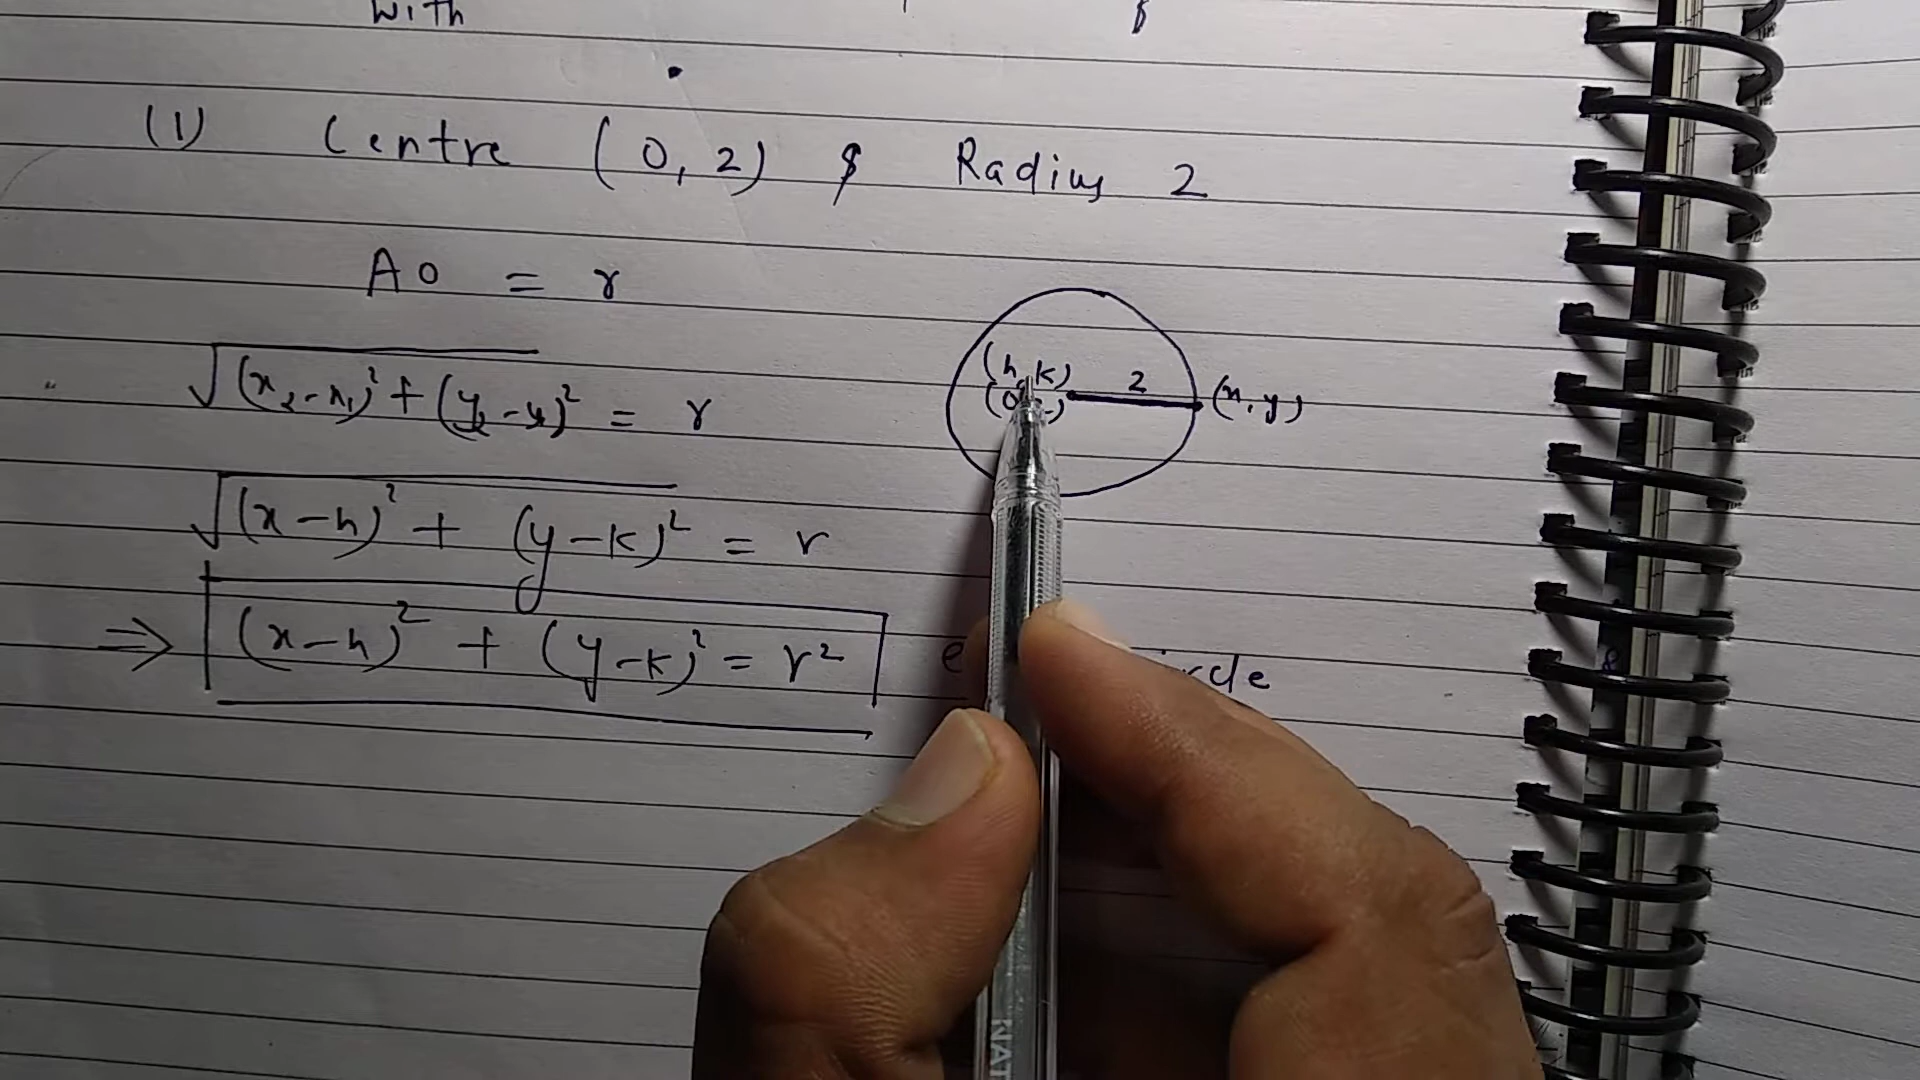 with
(1) Centre (0, 2) & Radius 2
AO = r
√(x₂-x₁)² + (y₂-y₁)² = r
(h, k)
2
(x, y)
√(x-h)² + (y-k)² = r
⇒ (x-h)² + (y-k)² = r²
NAT